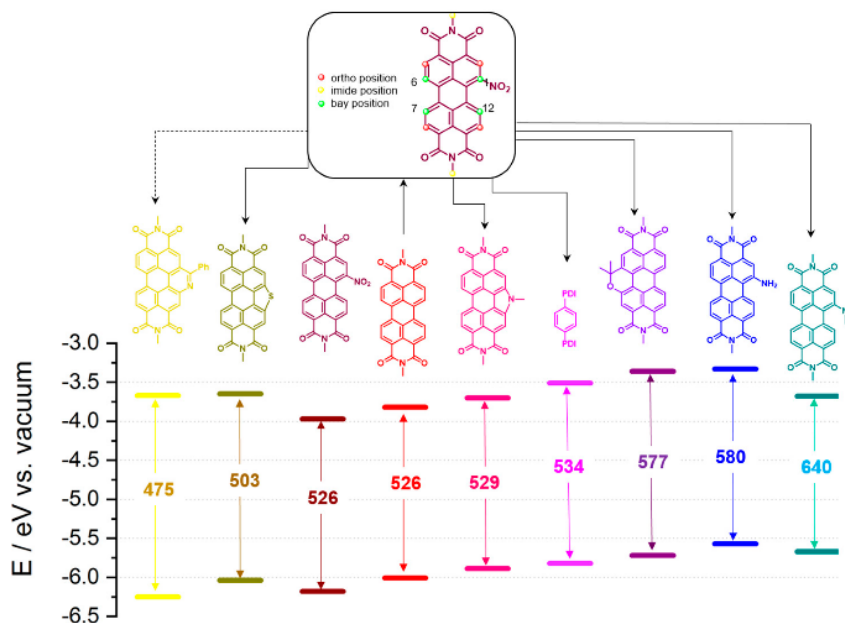 ortho position
imide position
bay position
6
1
NO₂
7
12
O
N
O
O
N
O
O
N
O
Ph
N
O
N
O
O
N
O
S
O
N
O
O
N
O
NO₂
O
N
O
O
N
O
O
N
O
O
N
O
N
O
N
O
PDI
PDI
O
N
O
O
O
N
O
O
N
O
NH₂
O
N
O
O
N
O
N
O
N
O
E / eV vs. vacuum
-3.0
-3.5
-4.0
-4.5
-5.0
-5.5
-6.0
-6.5
475
503
526
526
529
534
577
580
640